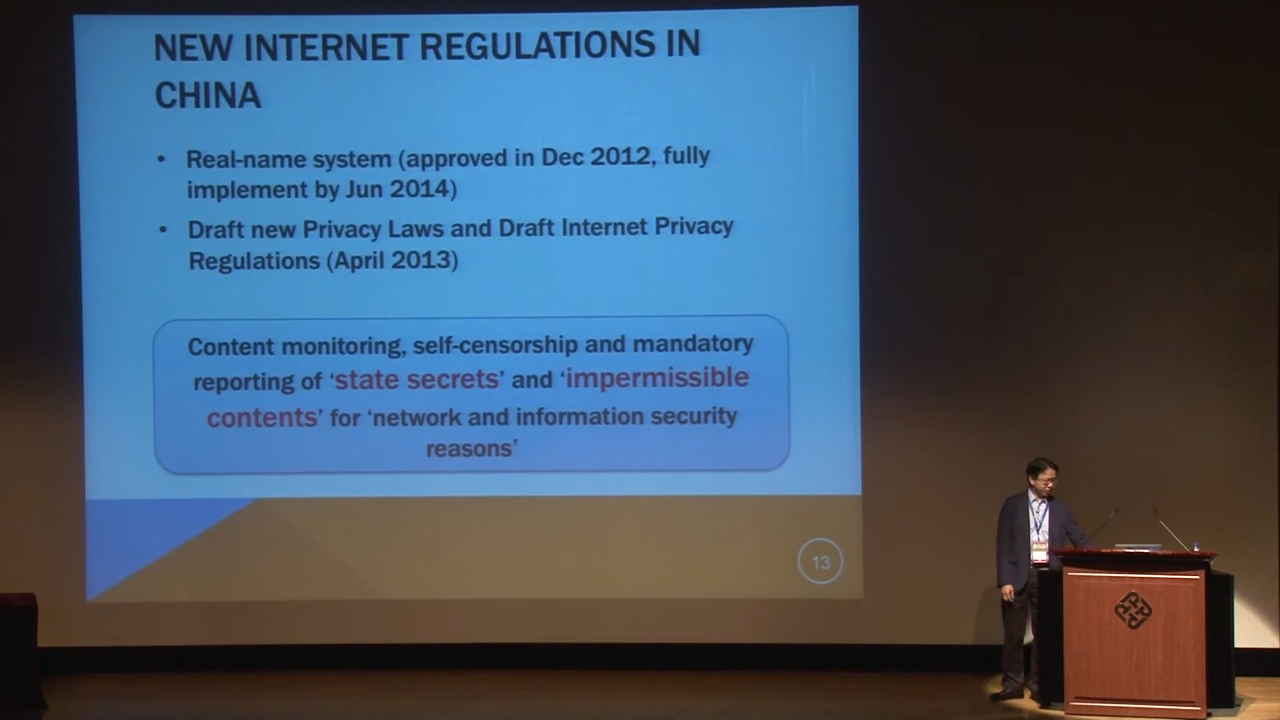 NEW INTERNET REGULATIONS IN
CHINA
• Real-name system (approved in Dec 2012, fully
implement by Jun 2014)
• Draft new Privacy Laws and Draft Internet Privacy
Regulations (April 2013)
Content monitoring, self-censorship and mandatory
reporting of ‘state secrets’ and ‘impermissible
contents’ for ‘network and information security
reasons’
13